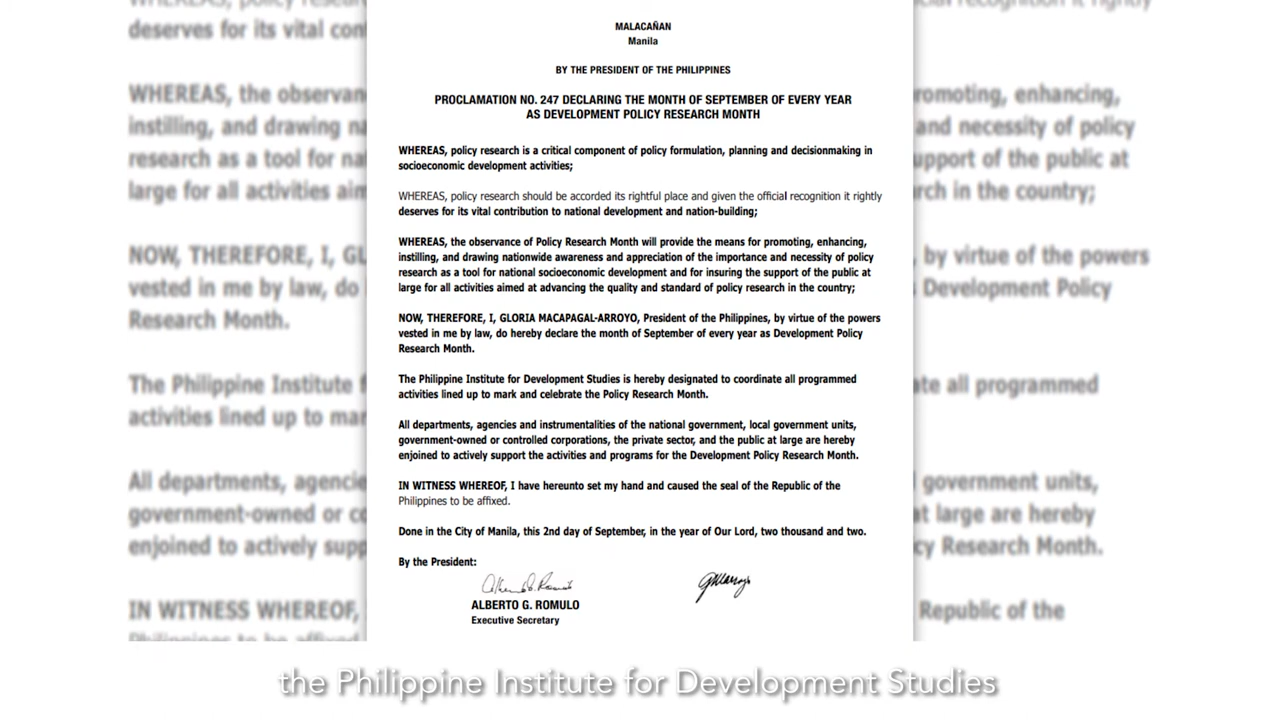 MALACAÑAN
Manila
BY THE PRESIDENT OF THE PHILIPPINES
PROCLAMATION NO. 247 DECLARING THE MONTH OF SEPTEMBER OF EVERY YEAR
AS DEVELOPMENT POLICY RESEARCH MONTH
WHEREAS, policy research is a critical component of policy formulation, planning and decisionmaking in
socioeconomic development activities;
WHEREAS, policy research should be accorded its rightful place and given the official recognition it rightly
deserves for its vital contribution to national development and nation-building;
WHEREAS, the observance of Policy Research Month will provide the means for promoting, enhancing,
instilling, and drawing nationwide awareness and appreciation of the importance and necessity of policy
research as a tool for national socioeconomic development and for insuring the support of the public at
large for all activities aimed at advancing the quality and standard of policy research in the country;
NOW, THEREFORE, I, GLORIA MACAPAGAL-ARROYO, President of the Philippines, by virtue of the powers
vested in me by law, do hereby declare the month of September of every year as Development Policy
Research Month.
The Philippine Institute for Development Studies is hereby designated to coordinate all programmed
activities lined up to mark and celebrate the Policy Research Month.
All departments, agencies and instrumentalities of the national government, local government units,
government-owned or controlled corporations, the private sector, and the public at large are hereby
enjoined to actively support the activities and programs for the Development Policy Research Month.
IN WITNESS WHEREOF, I have hereunto set my hand and caused the seal of the Republic of the
Philippines to be affixed.
Done in the City of Manila, this 2nd day of September, in the year of Our Lord, two thousand and two.
By the President:
ALBERTO G. ROMULO
Executive Secretary
the Philippine Institute for Development Studies